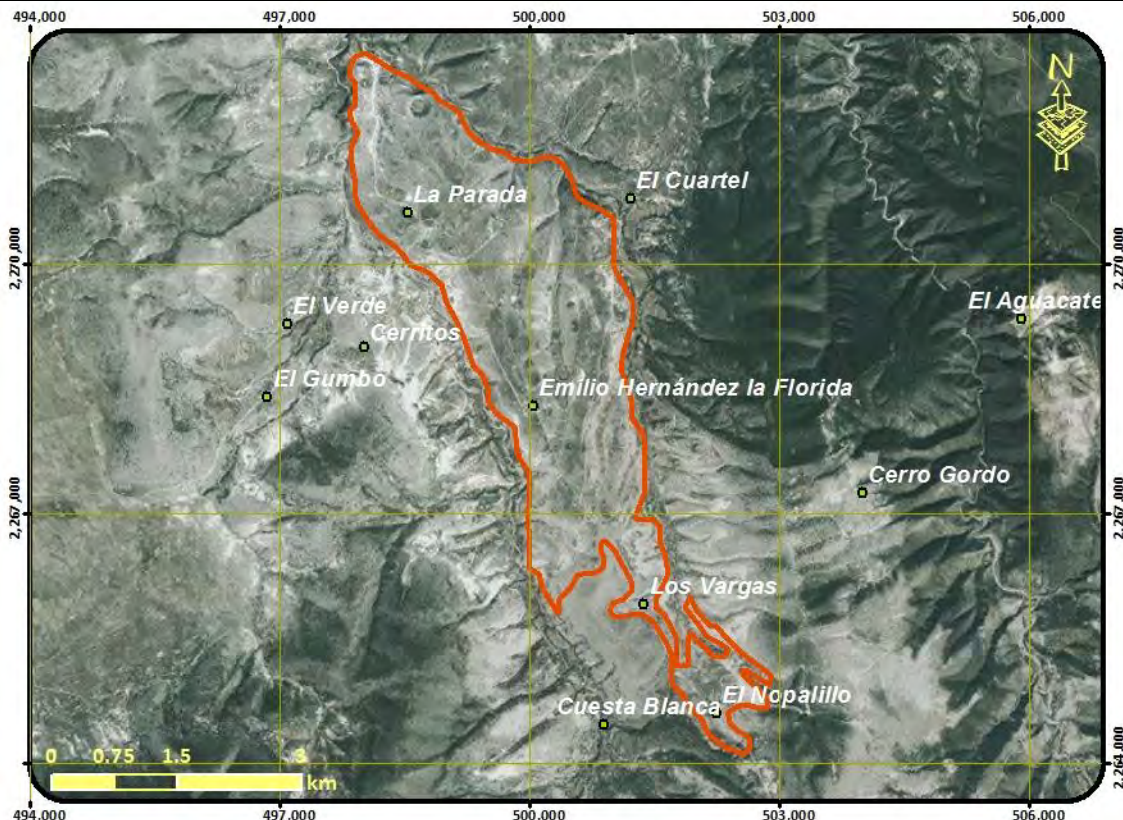 494,000 497,000 500,000 503,000 506,000
N
El Cuartel
La Parada
2,270,000 2,270,000
El Aguacate
El Verde
Cerritos
El Gumbo
Emilio Hernández la Florida
Cerro Gordo
2,267,000 2,267,000
Los Vargas
El Nopalillo
Cuesta Blanca
0 0.75 1.5 3
km
2,264,000
494,000 497,000 500,000 503,000 506,000